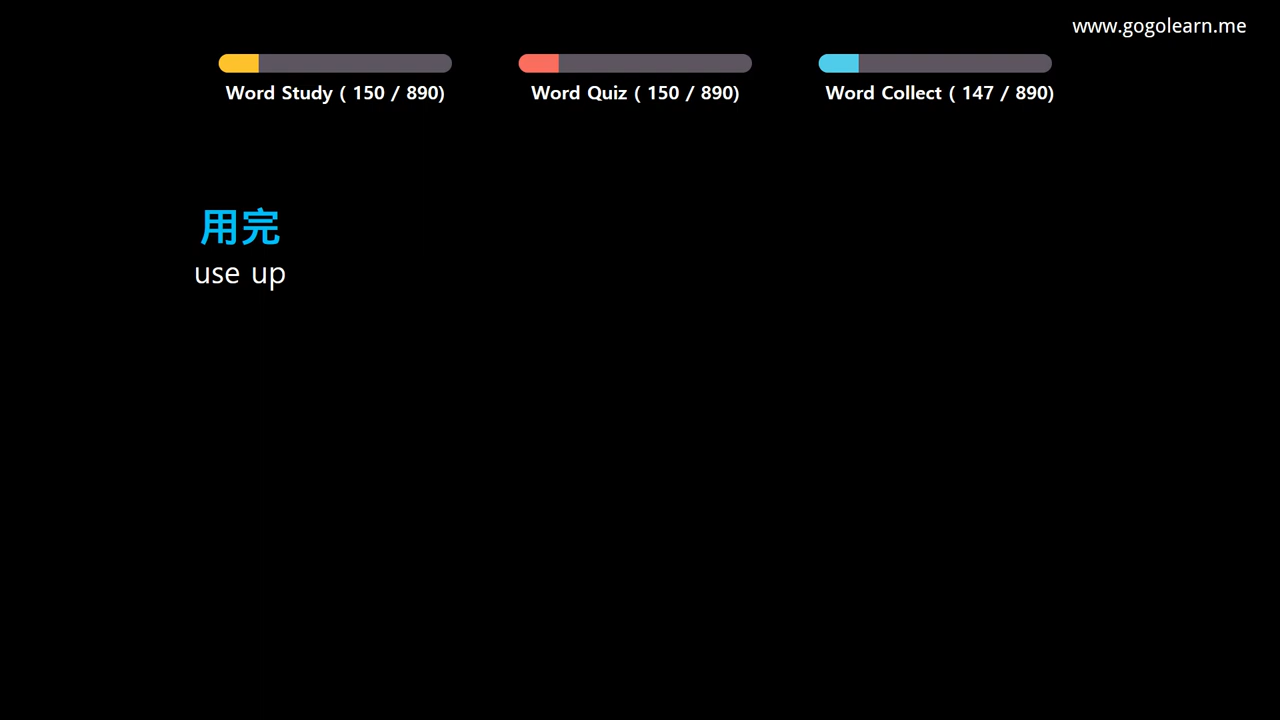 www.gogolearn.me
Word Study ( 150 / 890)
Word Quiz ( 150 / 890)
Word Collect ( 147 / 890)
用完
use up